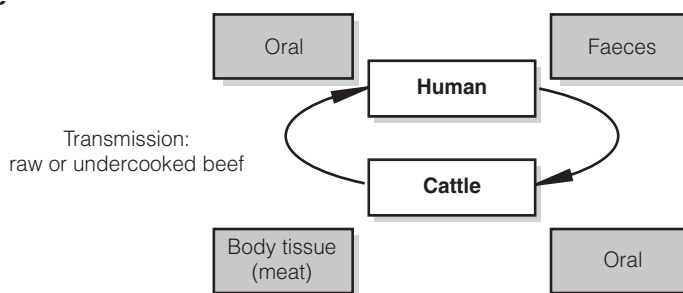 Oral
Faeces
Human
Transmission:
raw or undercooked beef
Cattle
Body tissue
(meat)
Oral